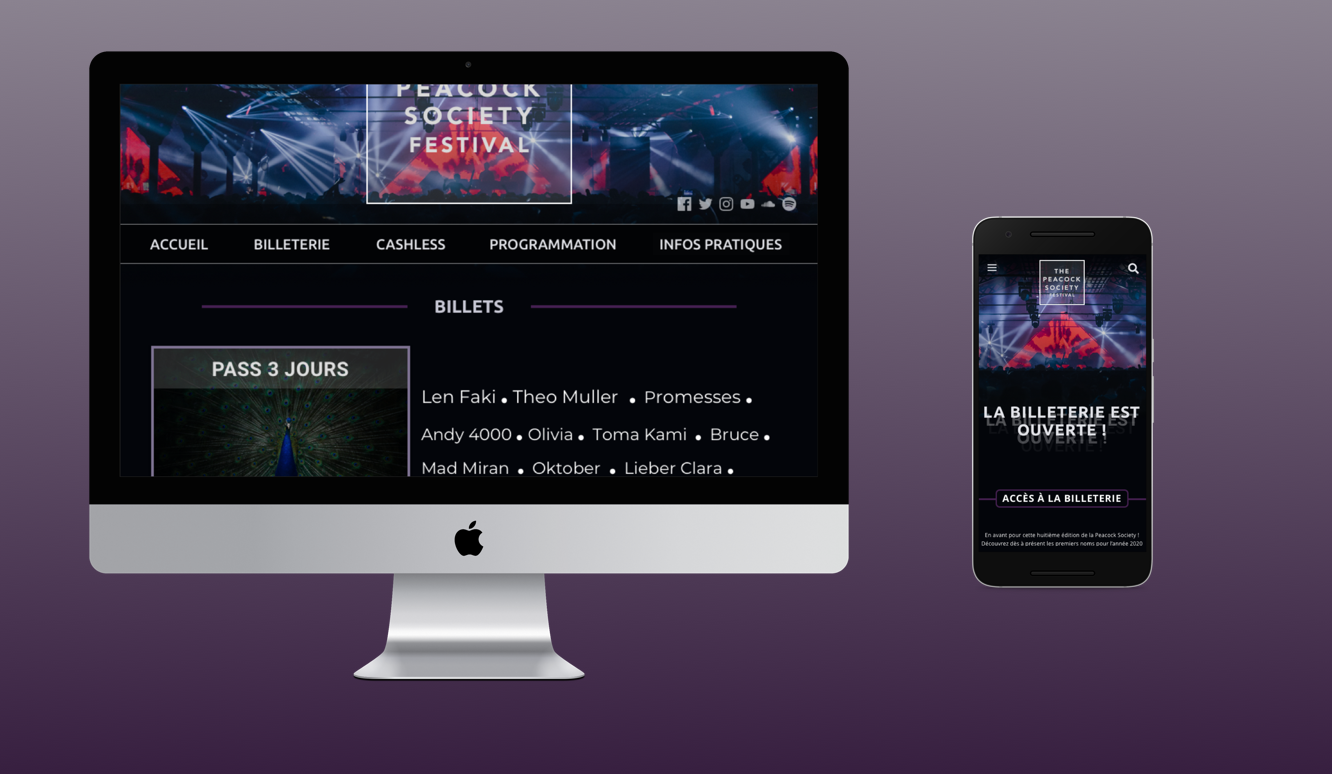 PEACOCK
SOCIETY
FESTIVAL
ACCUEIL BILLETERIE CASHLESS PROGRAMMATION INFOS PRATIQUES
BILLETS
PASS 3 JOURS
Len Faki • Theo Muller • Promesses •
Andy 4000 • Olivia • Toma Kami • Bruce •
Mad Miran • Oktober • Lieber Clara •
THE
PEACOCK
SOCIETY
FESTIVAL
LA BILLETERIE EST
OUVERTE !
ACCÈS À LA BILLETERIE
En avant pour cette huitième édition de la Peacock Society !
Découvrez dès à présent les premiers noms pour l'année 2020